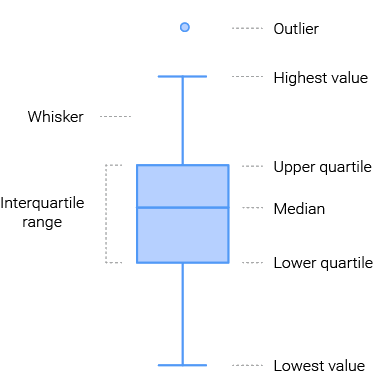 Outlier
Highest value
Whisker
Upper quartile
Interquartile
range
Median
Lower quartile
Lowest value